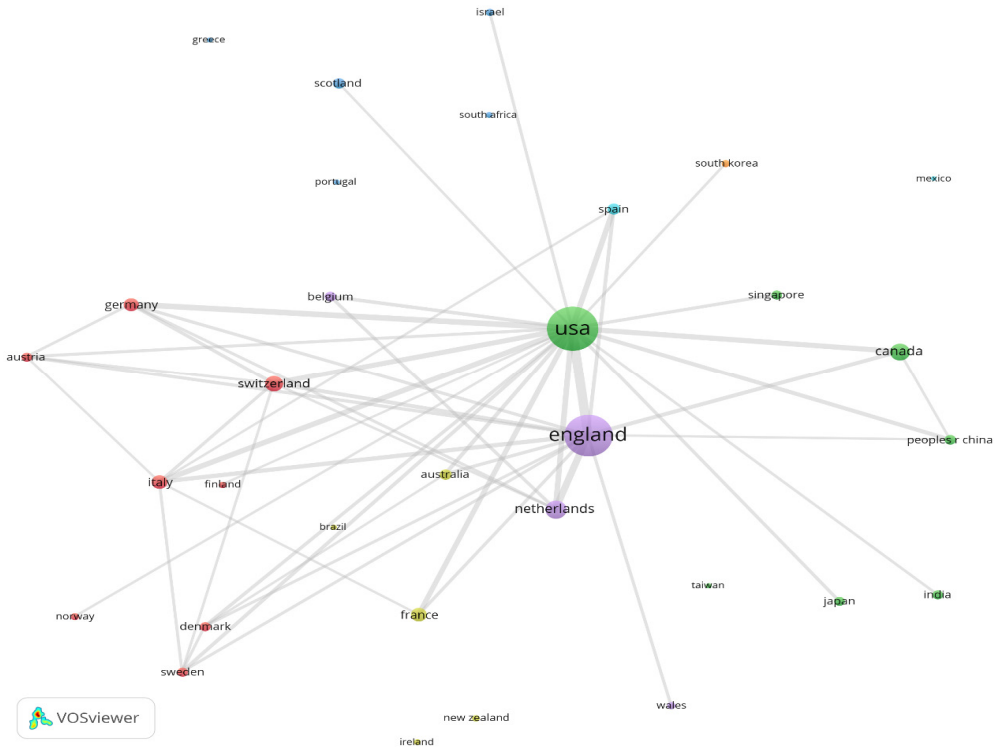 israel
greece
scotland
south africa
south korea
mexico
portugal
spain
singapore
belgium
germany
usa
canada
austria
switzerland
england
peoples r china
australia
italy
finland
netherlands
brazil
taiwan
india
japan
france
norway
denmark
sweden
wales
new zealand
VOSviewer
ireland